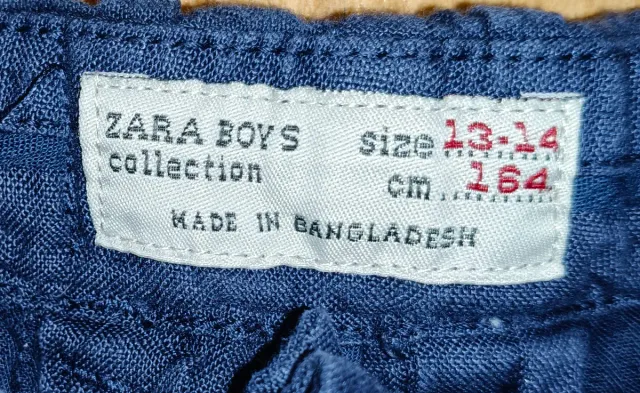 ZARA BOYS size 13-14
collection cm 164
MADE IN BANGLADESH